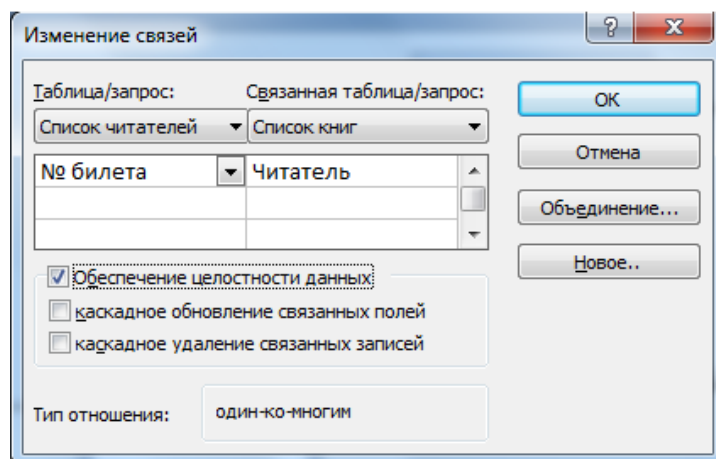 Изменение связей
Таблица/запрос: Связанная таблица/запрос:
Список читателей Список книг
№ билета Читатель
Обеспечение целостности данных
каскадное обновление связанных полей
каскадное удаление связанных записей
Тип отношения: один-ко-многим
ОК
Отмена
Объединение...
Новое..